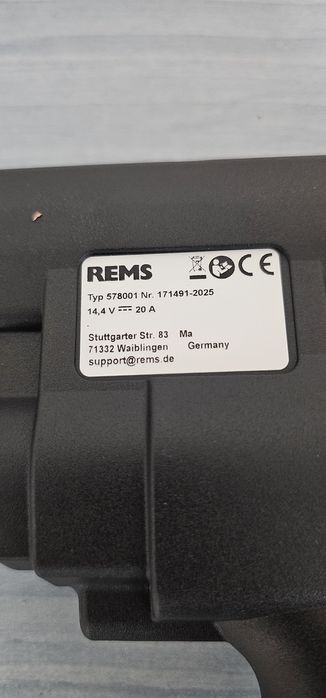 REMS
CE
Typ 578001 Nr. 171491-2025
14,4 V 20 A
Stuttgarter Str. 83 Ma
71332 Waiblingen Germany
support@rems.de